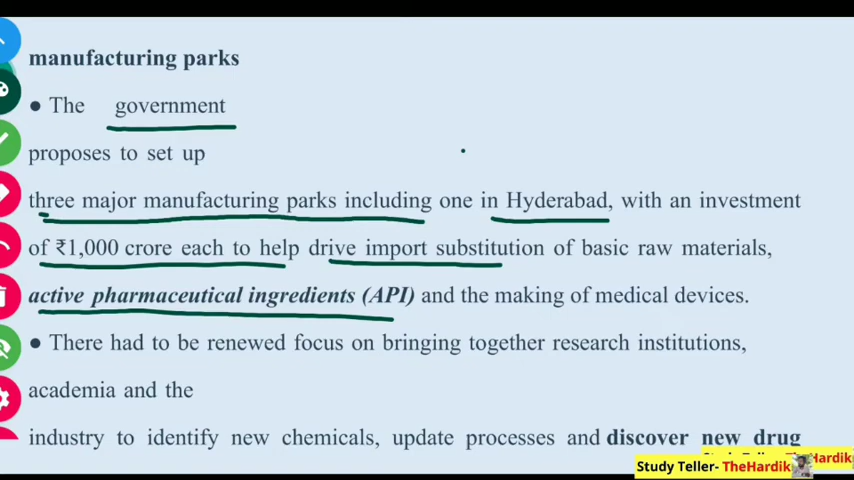 manufacturing parks
● The government
proposes to set up
three major manufacturing parks including one in Hyderabad, with an investment
of ₹1,000 crore each to help drive import substitution of basic raw materials,
active pharmaceutical ingredients (API) and the making of medical devices.
● There had to be renewed focus on bringing together research institutions,
academia and the
industry to identify new chemicals, update processes and discover new drug
Study Teller- TheHardik